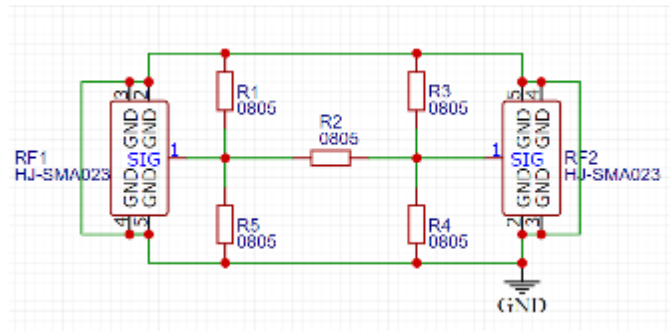 3 2
GND GND
RF1
HJ-SMA023
SIG 1
GND GND
4 5
R1
0805
R2
0805
R3
0805
R5
0805
R4
0805
5 4
GND GND
1 SIG
RF2
HJ-SMA023
GND GND
2 3
GND